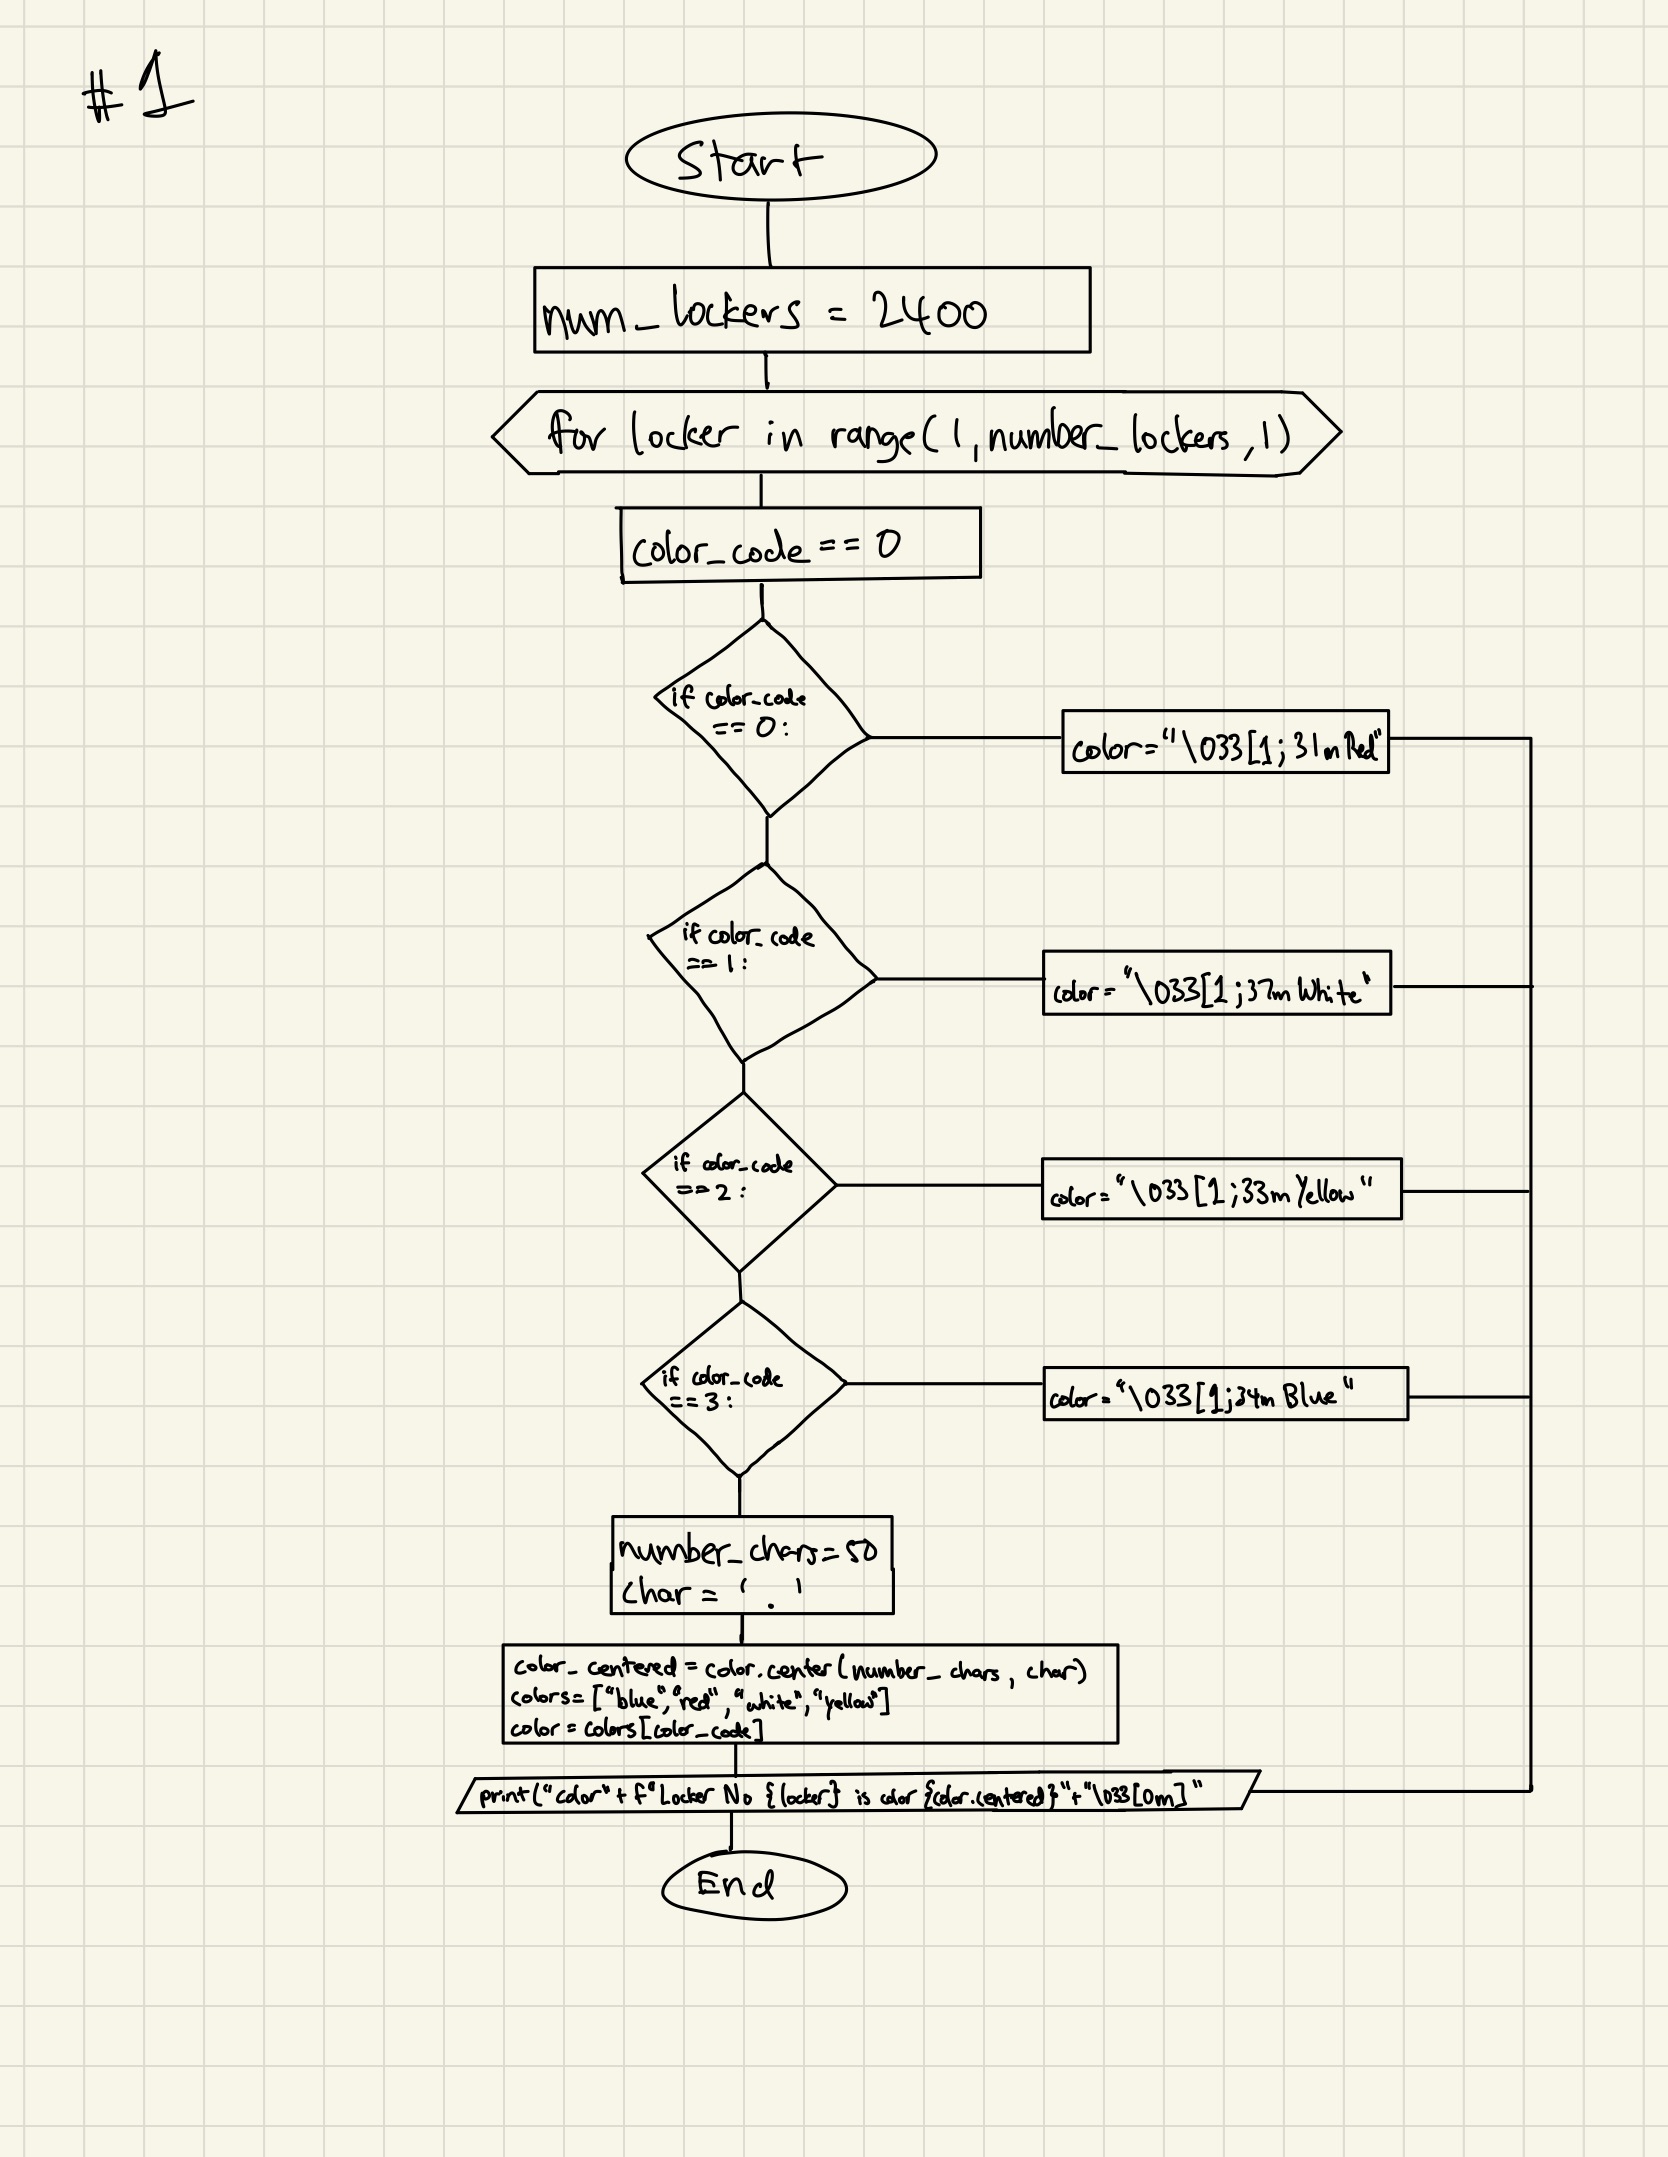 #1
Start
num_lockers = 2400
for locker in range(1,number_lockers,1)
color_code == 0
if color_code
== 0:
color="\033[1;31m Red"
if color_code
== 1:
color="\033[1;37m White"
if color_code
== 2:
color="\033[1;33m Yellow"
if color_code
== 3:
color="\033[1;34m Blue"
number_chars=50
char = '.'
color_centered = color.center(number_chars, char)
colors=["blue","red","white","yellow"]
color = colors[color_code]
print("color"+ f"Locker No {locker} is color {color.centered}"+"\033[0m]"
End